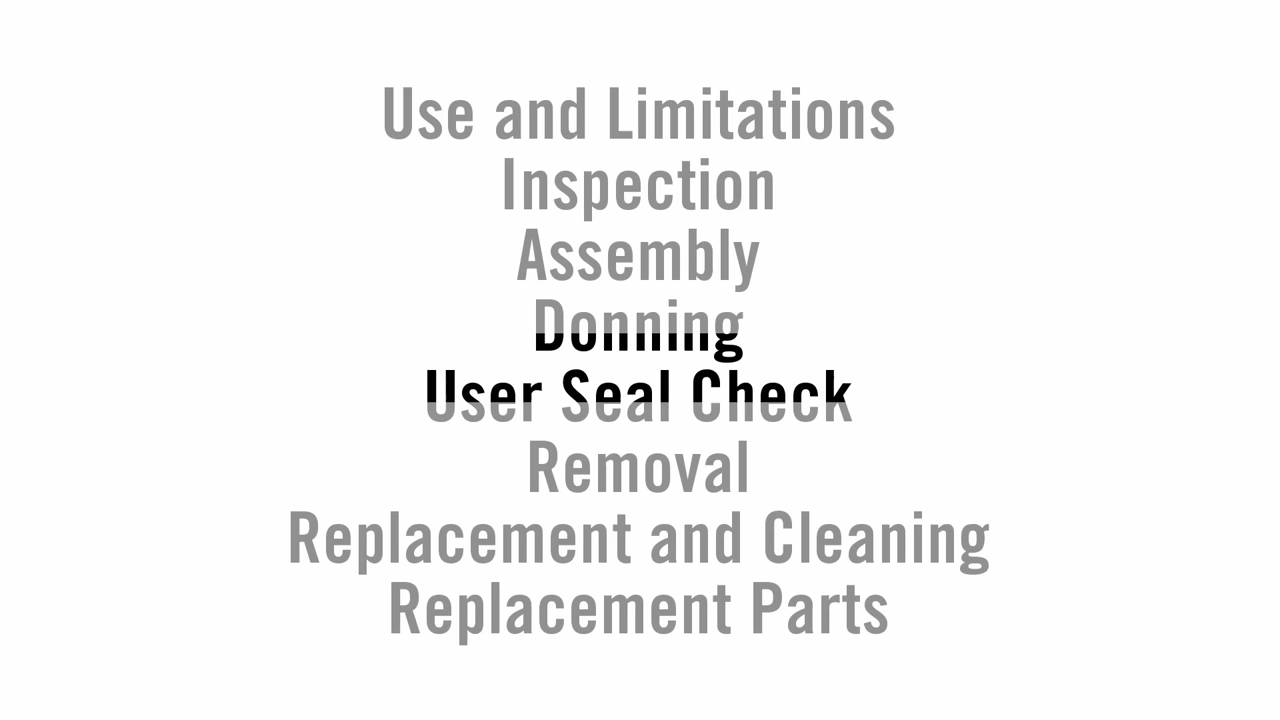 Use and Limitations
Inspection
Assembly
Donning
User Seal Check
Removal
Replacement and Cleaning
Replacement Parts